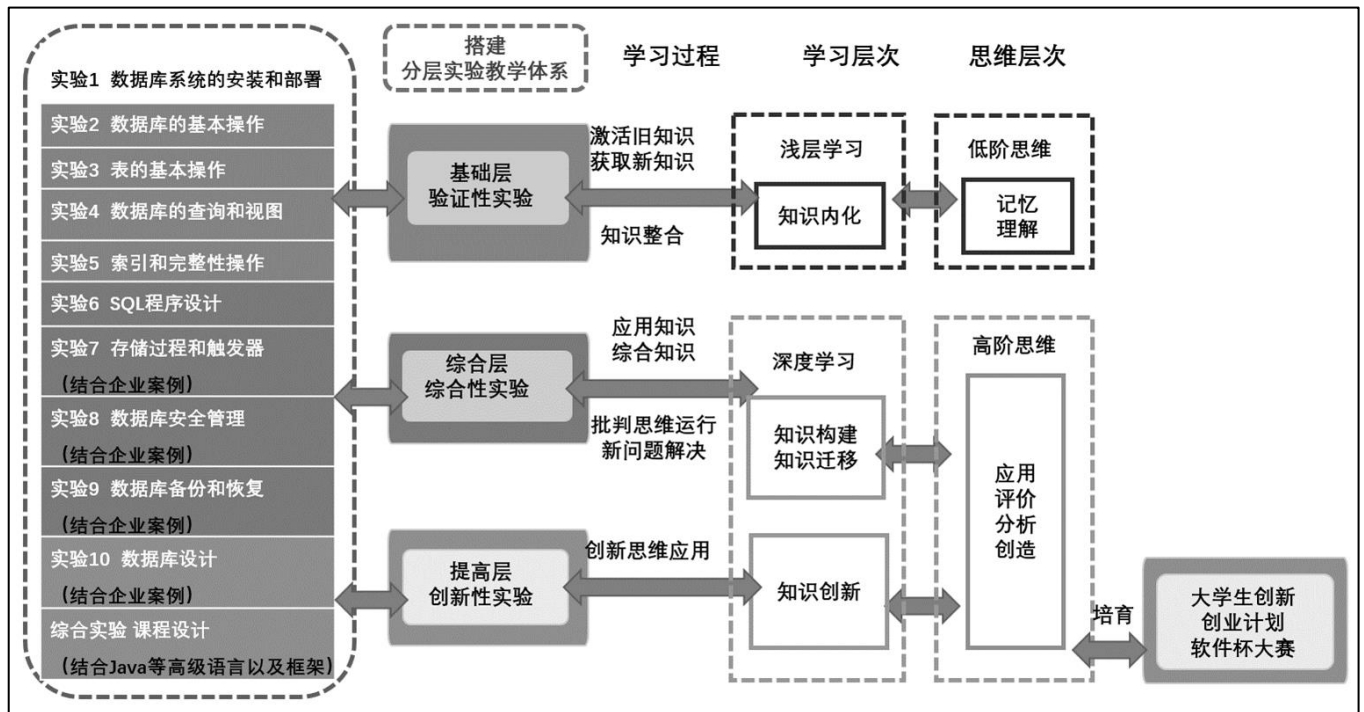 搭建
分层实验教学体系
学习过程
学习层次
思维层次
实验1 数据库系统的安装和部署
实验2 数据库的基本操作
实验3 表的基本操作
实验4 数据库的查询和视图
实验5 索引和完整性操作
实验6 SQL程序设计
实验7 存储过程和触发器
（结合企业案例）
实验8 数据库安全管理
（结合企业案例）
实验9 数据库备份和恢复
（结合企业案例）
实验10 数据库设计
（结合企业案例）
综合实验 课程设计
（结合Java等高级语言以及框架）
基础层
验证性实验
激活旧知识
获取新知识
知识整合
浅层学习
知识内化
低阶思维
记忆
理解
综合层
综合性实验
应用知识
综合知识
批判思维运行
新问题解决
深度学习
知识构建
知识迁移
高阶思维
应用
评价
分析
创造
提高层
创新性实验
创新思维应用
知识创新
培育
大学生创新
创业计划
软件杯大赛